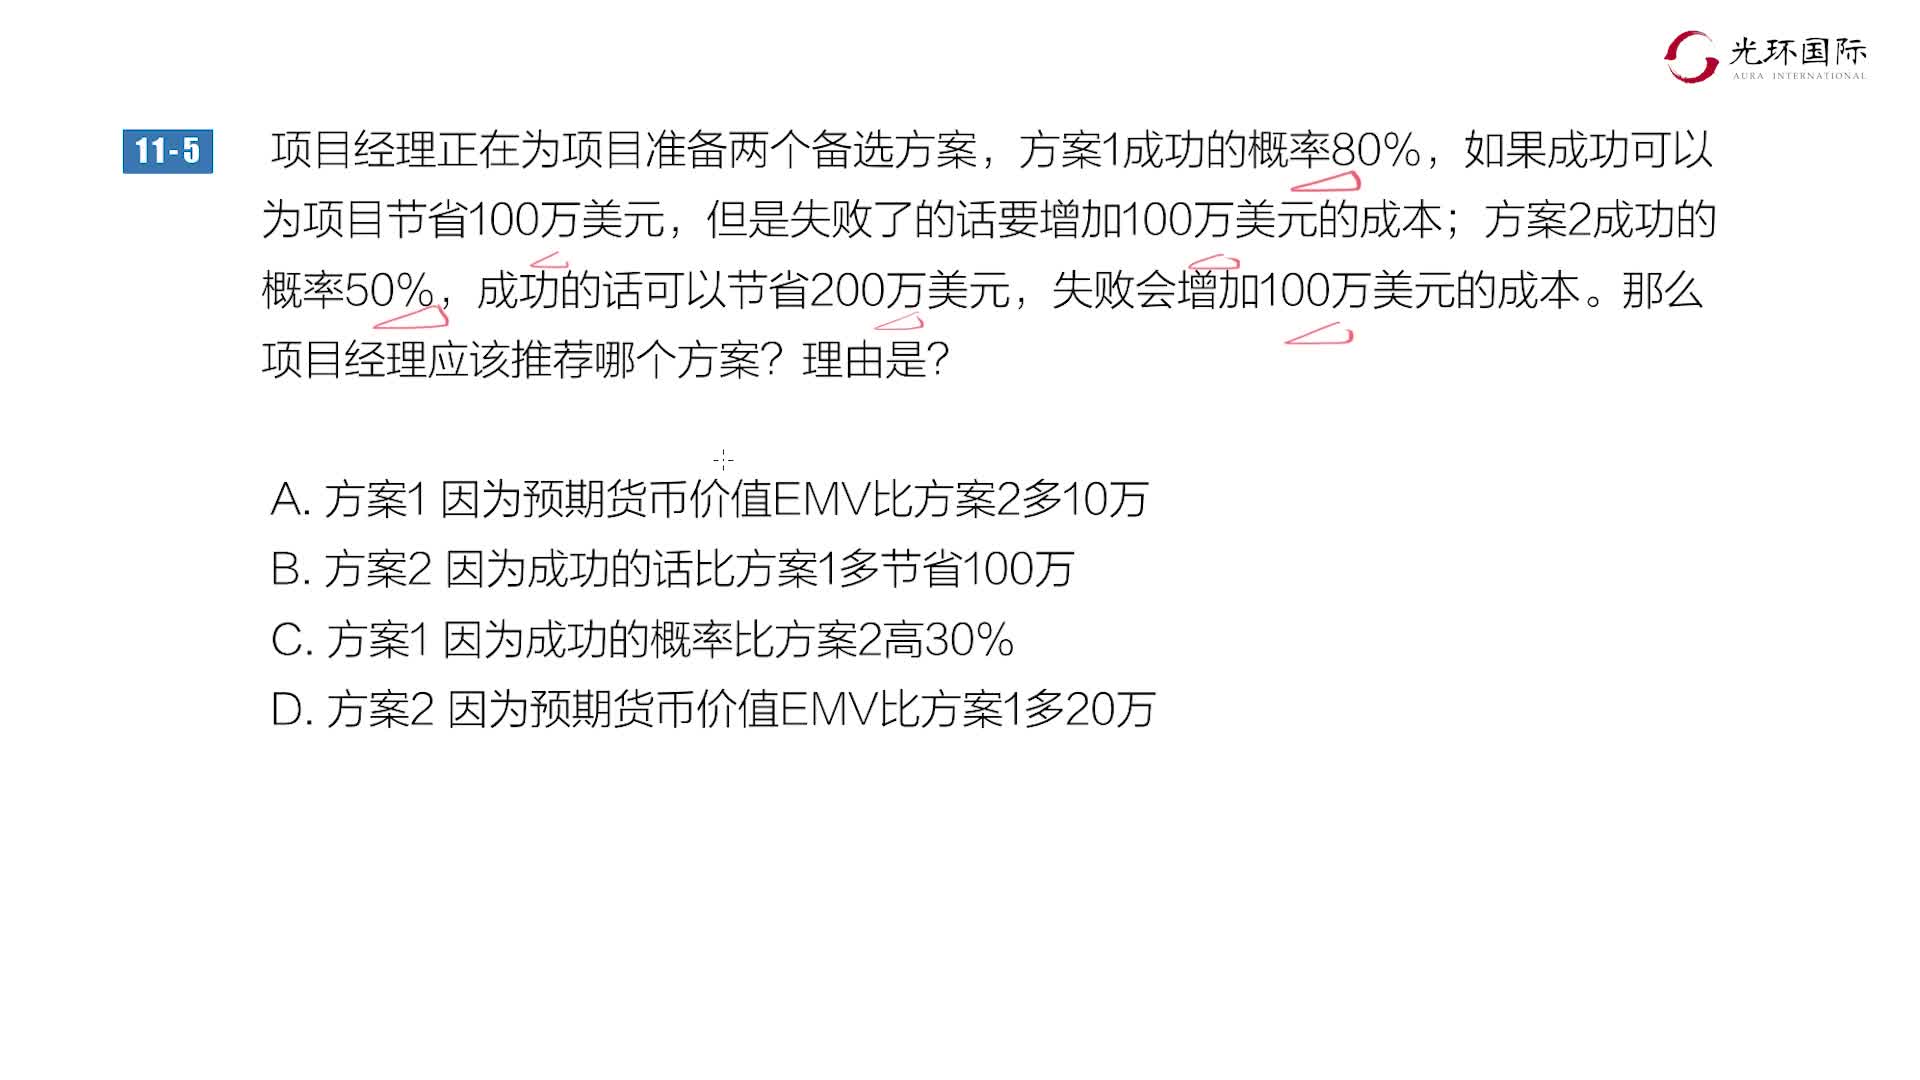 光环国际
AURA INTERNATIONAL
11-5
项目经理正在为项目准备两个备选方案，方案1成功的概率80%，如果成功可以
为项目节省100万美元，但是失败了的话要增加100万美元的成本；方案2成功的
概率50%，成功的话可以节省200万美元，失败会增加100万美元的成本。那么
项目经理应该推荐哪个方案？理由是？
A. 方案1 因为预期货币价值EMV比方案2多10万
B. 方案2 因为成功的话比方案1多节省100万
C. 方案1 因为成功的概率比方案2高30%
D. 方案2 因为预期货币价值EMV比方案1多20万